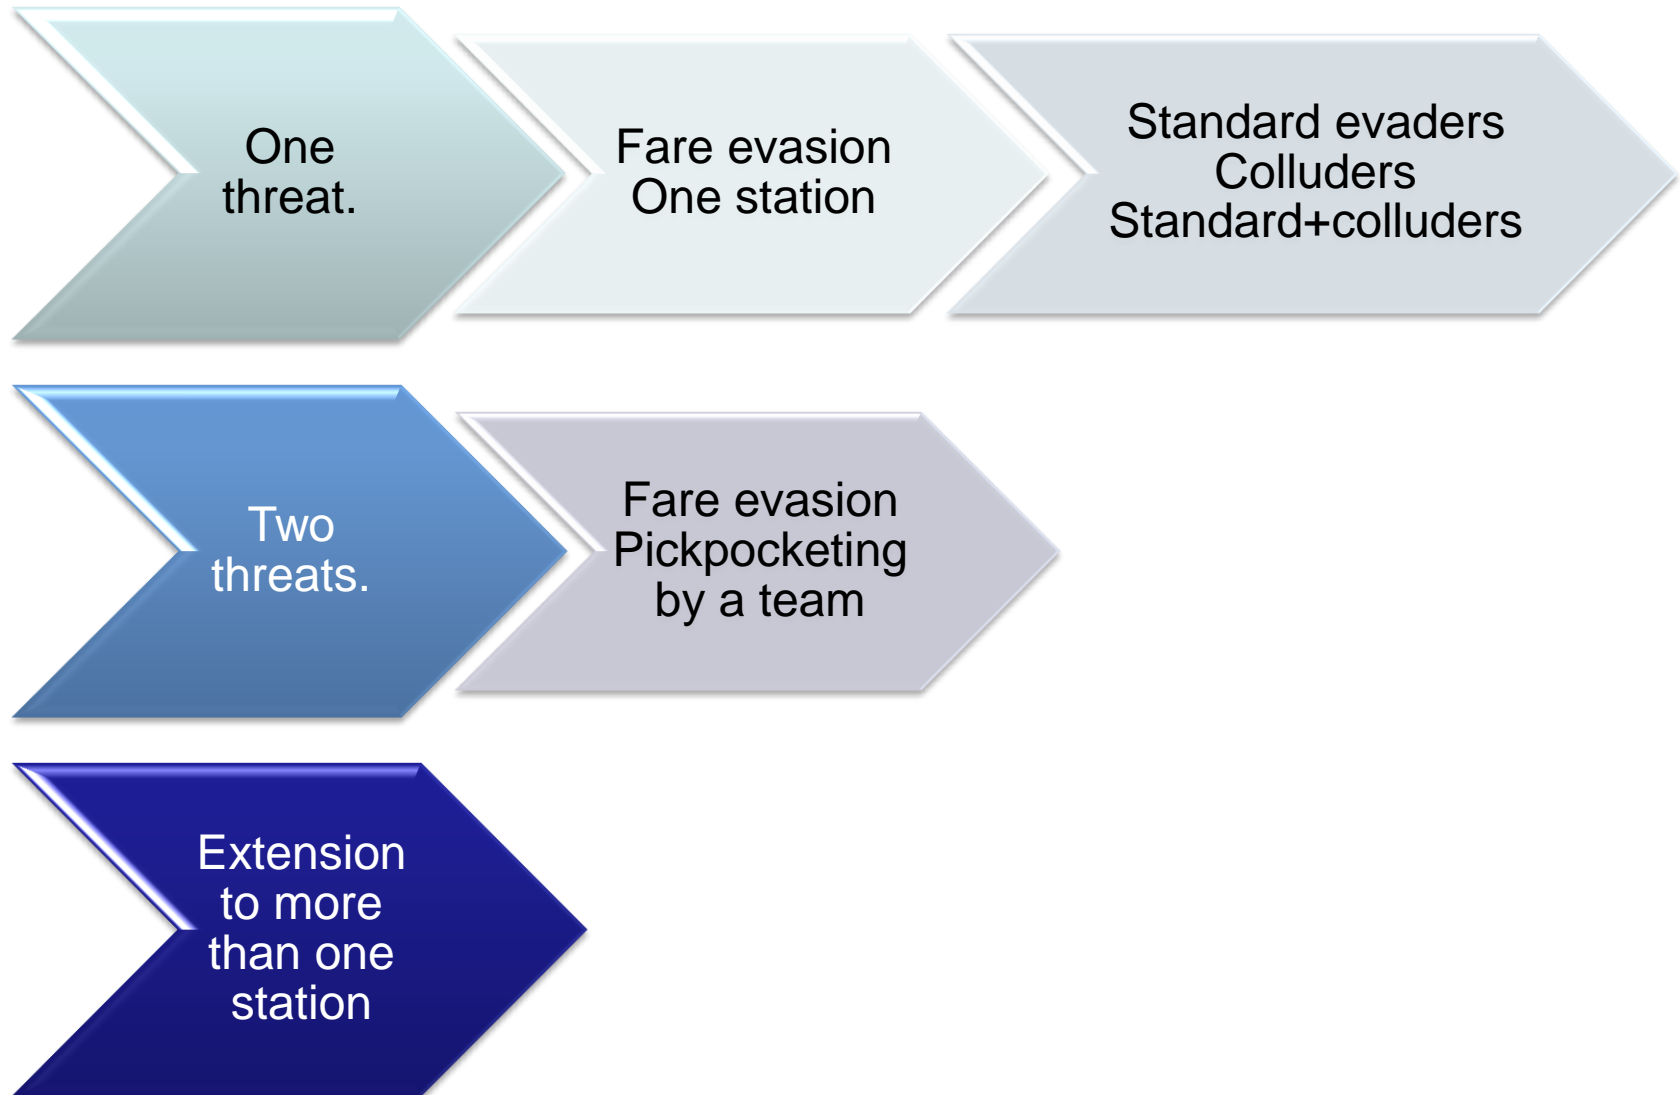 One
threat.
Fare evasion
One station
Standard evaders
Colluders
Standard+colluders
Two
threats.
Fare evasion
Pickpocketing
by a team
Extension
to more
than one
station